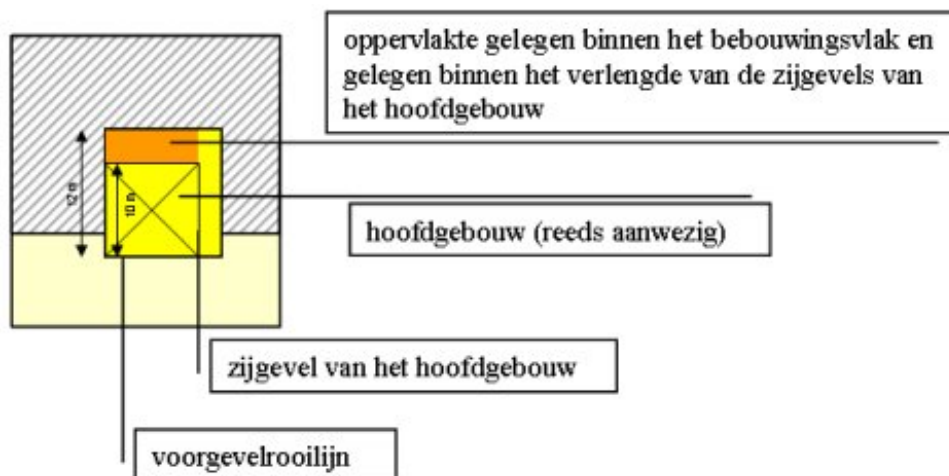 oppervlakte gelegen binnen het bebouwingsvlak en
gelegen binnen het verlengde van de zijgevels van
het hoofdgebouw
12 m
10 m
hoofdgebouw (reeds aanwezig)
zijgevel van het hoofdgebouw
voorgevelrooilijn